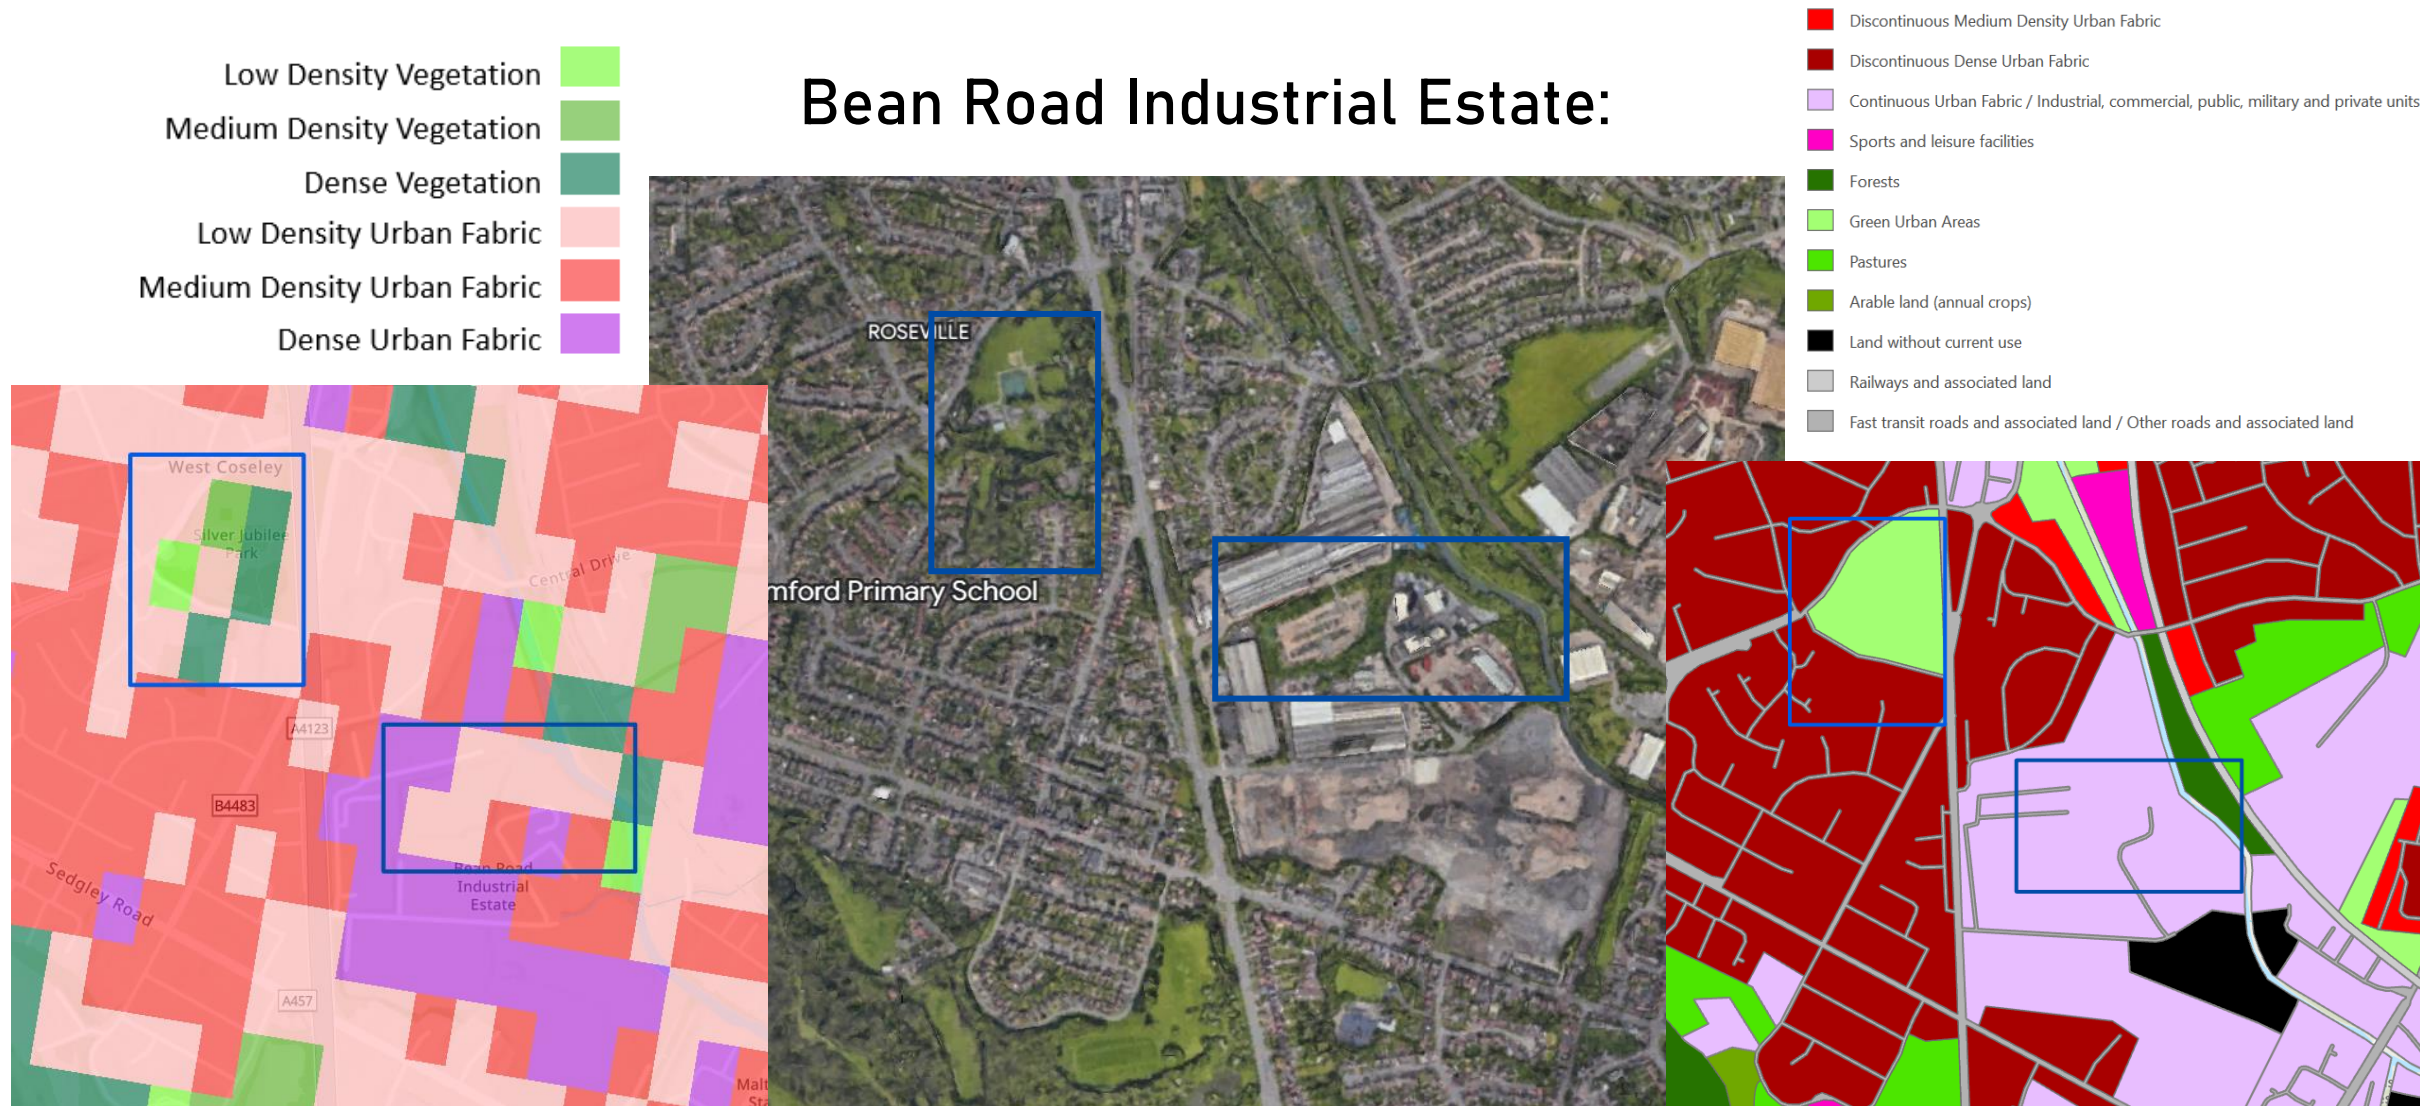 Bean Road Industrial Estate:
Low Density Vegetation
Medium Density Vegetation
Dense Vegetation
Low Density Urban Fabric
Medium Density Urban Fabric
Dense Urban Fabric
Discontinuous Medium Density Urban Fabric
Discontinuous Dense Urban Fabric
Continuous Urban Fabric / Industrial, commercial, public, military and private units
Sports and leisure facilities
Forests
Green Urban Areas
Pastures
Arable land (annual crops)
Land without current use
Railways and associated land
Fast transit roads and associated land / Other roads and associated land
West Coseley
Silver Jubilee
Park
Central Drive
A4123
B4483
Sedgley Road
Bean Road
Industrial
Estate
A457
Malt
Sta
ROSEVILLE
mford Primary School